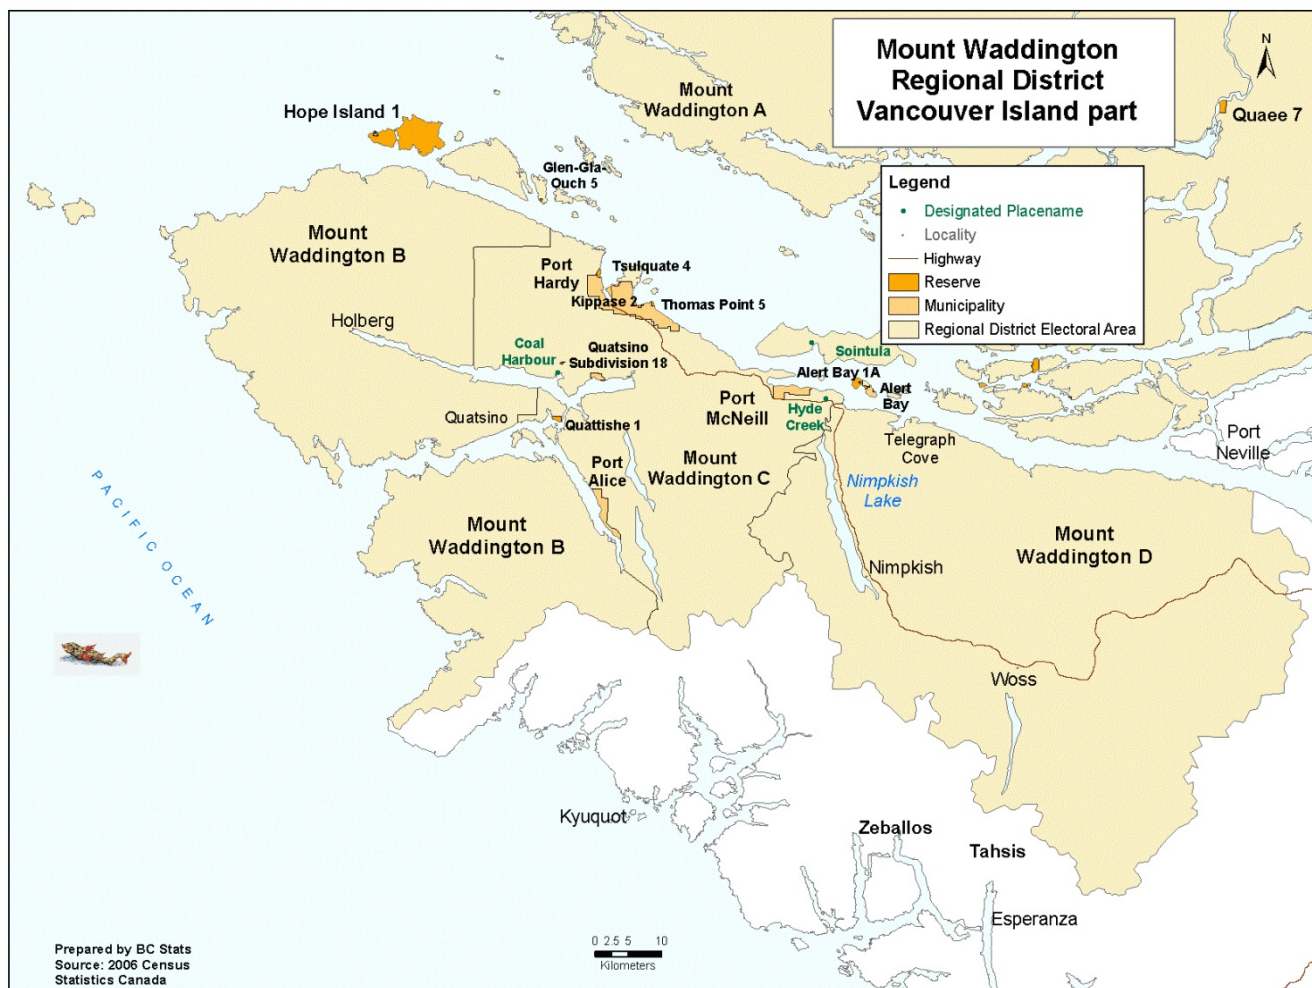 Mount Waddington
Regional District
Vancouver Island part
N
Mount
Waddington A
Hope Island 1
Quaee 7
Glen-Gla-
Ouch 5
Legend
Designated Placename
Locality
Highway
Reserve
Municipality
Regional District Electoral Area
Mount
Waddington B
Port
Hardy
Tsulquate 4
Kippase 2
Thomas Point 5
Holberg
Coal
Harbour
Quatsino
Subdivision 18
Sointula
Alert Bay 1A
Alert
Bay
Port
McNeill
Hyde
Creek
Quatsino
Quattishe 1
Telegraph
Cove
Port
Neville
Port
Alice
Mount
Waddington C
Nimpkish
Lake
PACIFIC OCEAN
Mount
Waddington B
Mount
Waddington D
Nimpkish
Woss
Kyuquot
Zeballos
Tahsis
Esperanza
0 2.5 5 10
Kilometers
Prepared by BC Stats
Source: 2006 Census
Statistics Canada